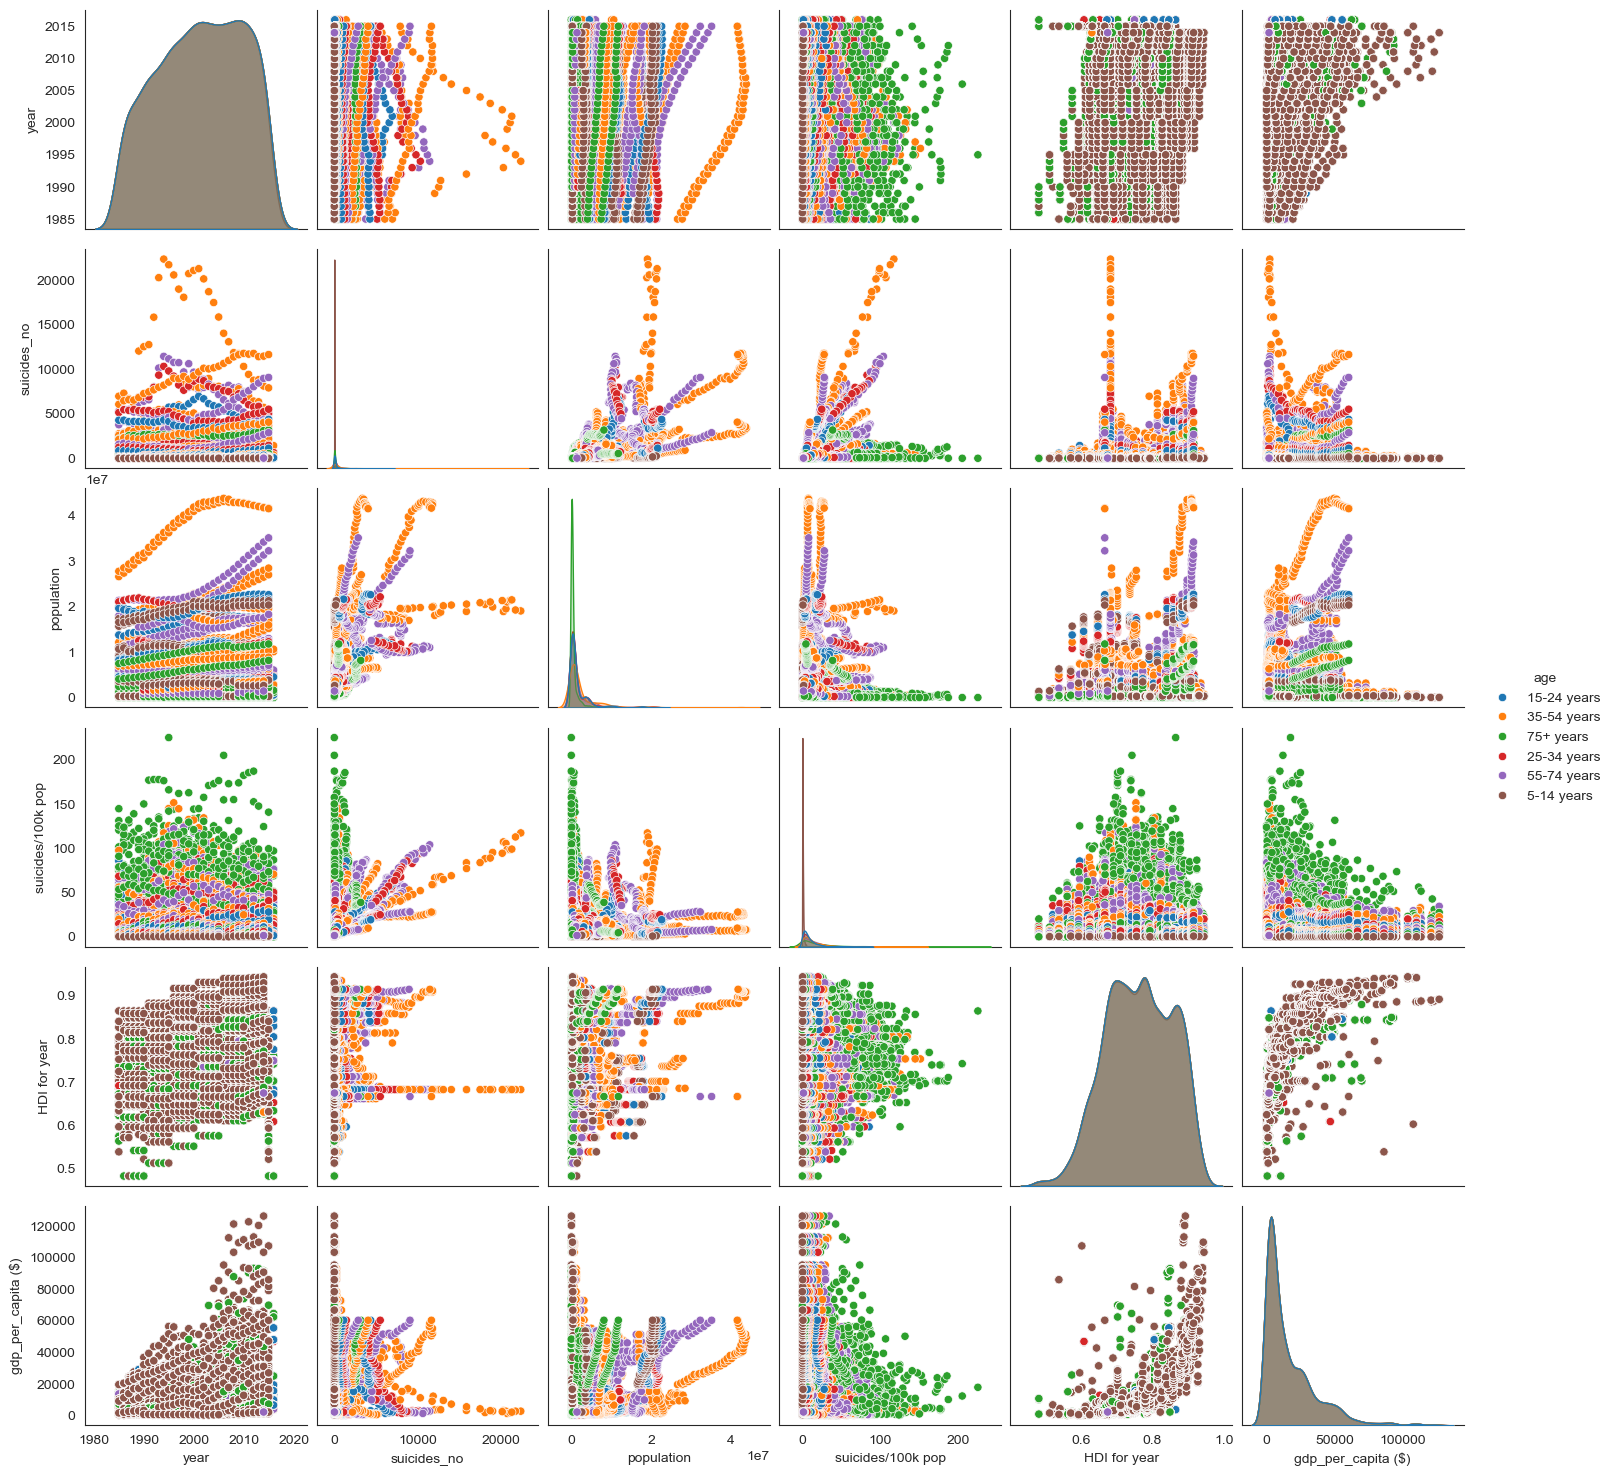 2015
2010
2005
2000
1995
1990
1985
year
20000
15000
10000
5000
0
suicides_no
1e7
4
3
2
1
0
population
200
150
100
50
0
suicides/100k pop
0.9
0.8
0.7
0.6
0.5
HDI for year
120000
100000
80000
60000
40000
20000
0
gdp_per_capita ($)
1980 1990 2000 2010 2020
year
0 10000 20000
suicides_no
0 2 4
1e7
population
0 100 200
suicides/100k pop
0.6 0.8 1.0
HDI for year
0 50000 100000
gdp_per_capita ($)
age
15-24 years
35-54 years
75+ years
25-34 years
55-74 years
5-14 years